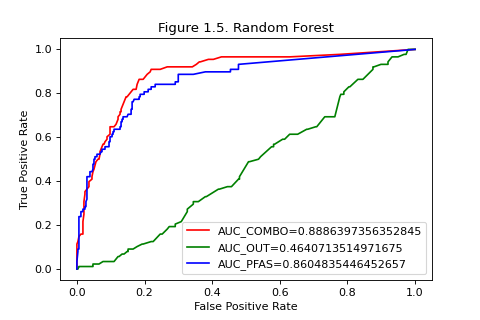 Figure 1.5. Random Forest
True Positive Rate
1.0
0.8
0.6
0.4
0.2
0.0
AUC_COMBO=0.8886397356352845
AUC_OUT=0.4640713514971675
AUC_PFAS=0.8604835446452657
0.0 0.2 0.4 0.6 0.8 1.0
False Positive Rate